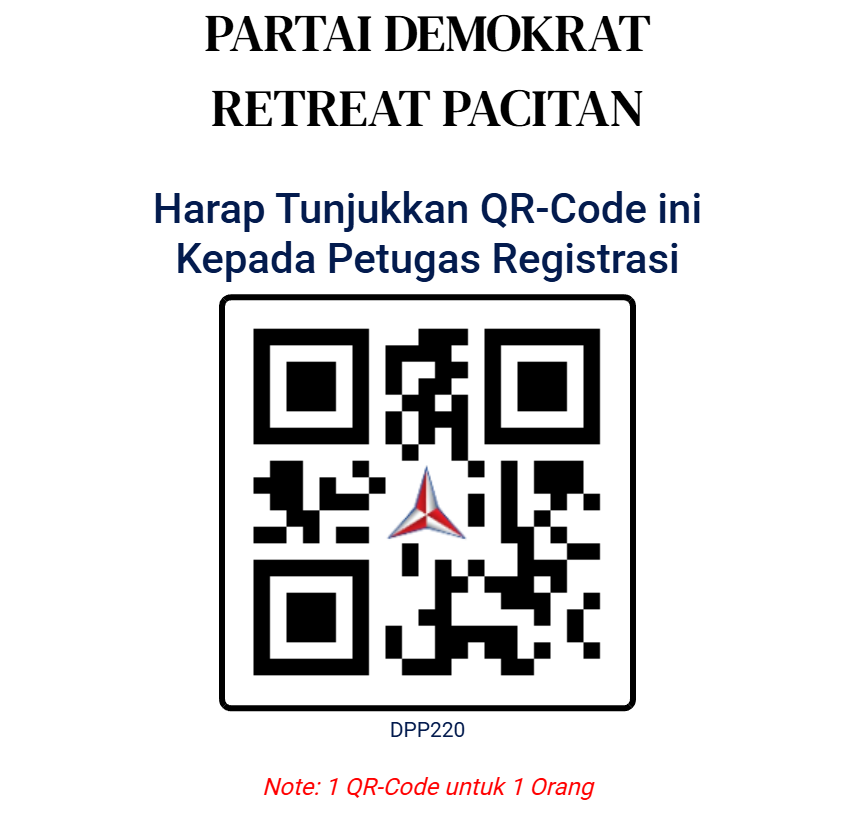 PARTAI DEMOKRAT
RETREAT PACITAN
Harap Tunjukkan QR-Code ini
Kepada Petugas Registrasi
DPP220
Note: 1 QR-Code untuk 1 Orang